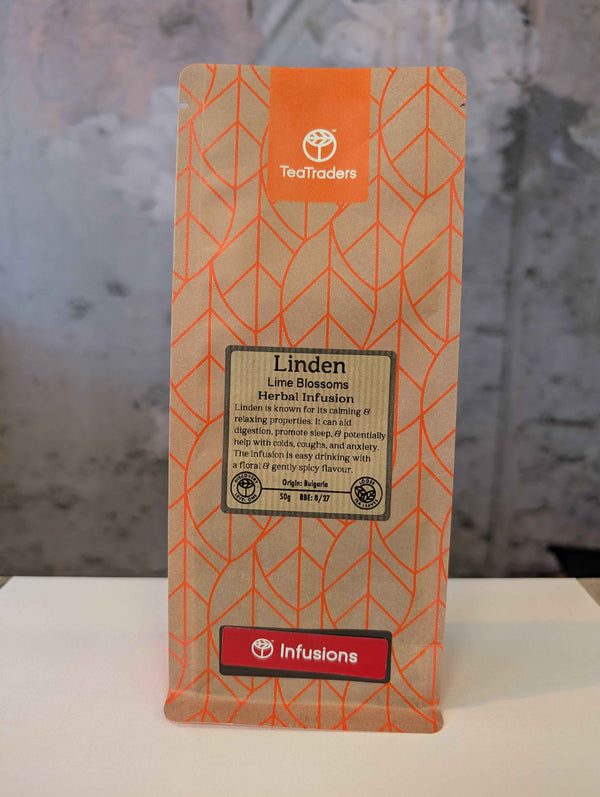 TeaTraders
Linden
Lime Blossoms
Herbal Infusion
Linden is known for its calming &
relaxing properties. It can aid
digestion, promote sleep, & potentially
help with colds, coughs, and anxiety.
The infusion is easy drinking with
a floral & gently spicy flavour.
Origin: Bulgaria
50g BBE: 8/27
100%
Infusions